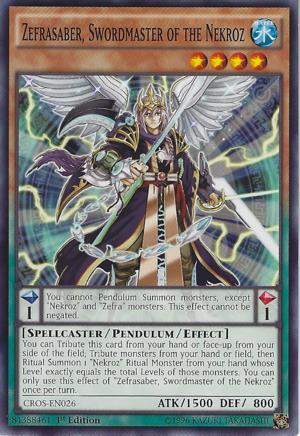 ZEFRASABER, SWORDMASTER OF THE NEKROZ
水
1
1
You cannot Pendulum Summon monsters, except
"Nekroz" and "Zefra" monsters. This effect cannot be
negated.
[SPELLCASTER / PENDULUM / EFFECT]
You can Tribute this card from your hand or face-up from your
side of the field; Tribute monsters from your hand or field, then
Ritual Summon 1 "Nekroz" Ritual Monster from your hand whose
Level exactly equals the total Levels of those monsters. You can
only use this effect of "Zefrasaber, Swordmaster of the Nekroz"
once per turn.
CROS-EN026
ATK/1500 DEF/ 800
84388461
1st Edition
©1996 KAZUKI TAKAHASHI